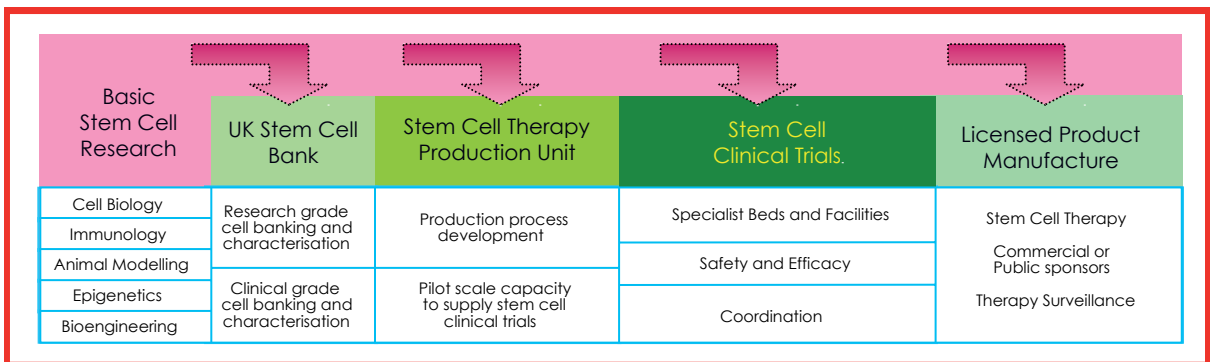 Basic
Stem Cell
Research
UK Stem Cell
Bank
Stem Cell Therapy
Production Unit
Stem Cell
Clinical Trials.
Licensed Product
Manufacture
Cell Biology
Immunology
Animal Modelling
Epigenetics
Bioengineering
Research grade
cell banking and
characterisation
Clinical grade
cell banking and
characterisation
Production process
development
Pilot scale capacity
to supply stem cell
clinical trials
Specialist Beds and Facilities
Safety and Efficacy
Coordination
Stem Cell Therapy
Commercial or
Public sponsors
Therapy Surveillance